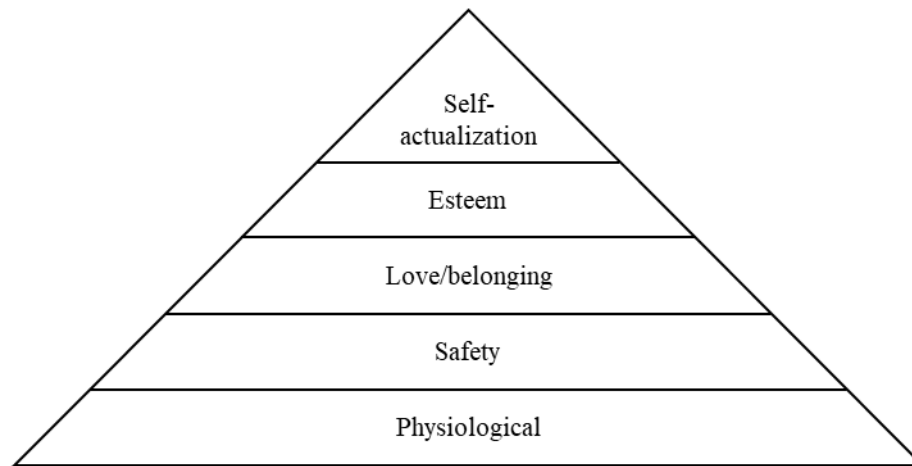 Self-
actualization
Esteem
Love/belonging
Safety
Physiological